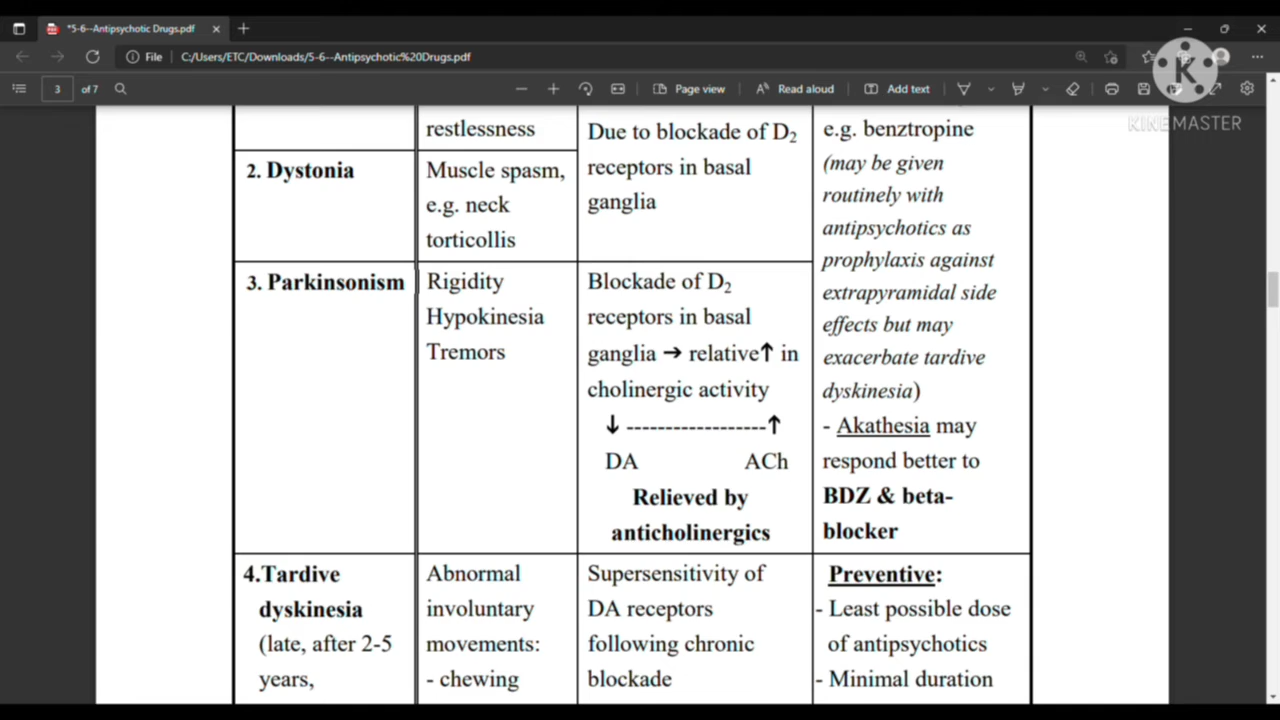 *5-6--Antipsychotic Drugs.pdf
File
C:/Users/ETC/Downloads/5-6--Antipsychotic%20Drugs.pdf
3 of 7
Page view
Read aloud
Add text
K
KINEMASTER
restlessness
2. Dystonia
Muscle spasm,
e.g. neck
torticollis
Due to blockade of D2
receptors in basal
ganglia
3. Parkinsonism
Rigidity
Hypokinesia
Tremors
Blockade of D2
receptors in basal
ganglia ➔ relative↑ in
cholinergic activity
↓ ------------------↑
DA ACh
Relieved by
anticholinergics
e.g. benztropine
(may be given
routinely with
antipsychotics as
prophylaxis against
extrapyramidal side
effects but may
exacerbate tardive
dyskinesia)
- Akathesia may
respond better to
BDZ & beta-
blocker
4.Tardive
dyskinesia
(late, after 2-5
years,
Abnormal
involuntary
movements:
- chewing
Supersensitivity of
DA receptors
following chronic
blockade
Preventive:
- Least possible dose
of antipsychotics
- Minimal duration